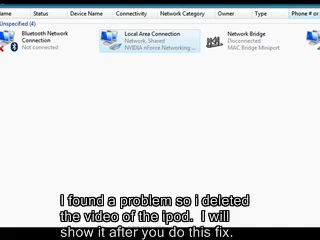 Name Status Device Name Connectivity Network Category Owner Type Phone # or
Unspecified (4)
Bluetooth Network
Connection
Not connected
Local Area Connection
Network, Shared
NVIDIA nForce Networking ...
Network Bridge
Disconnected
MAC Bridge Miniport
I found a problem so i deleted
the video of the ipod. I will
show it after you do this fix.